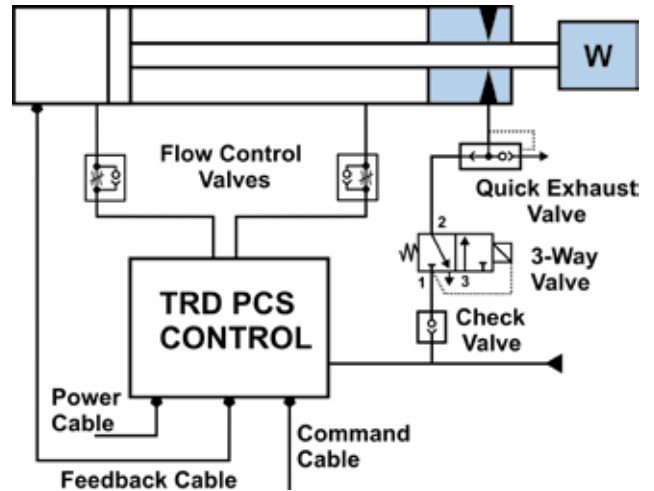 W
Flow Control
Valves
Quick Exhaust
Valve
2
3-Way
Valve
1
3
TRD PCS
CONTROL
Check
Valve
Power
Cable
Command
Cable
Feedback Cable